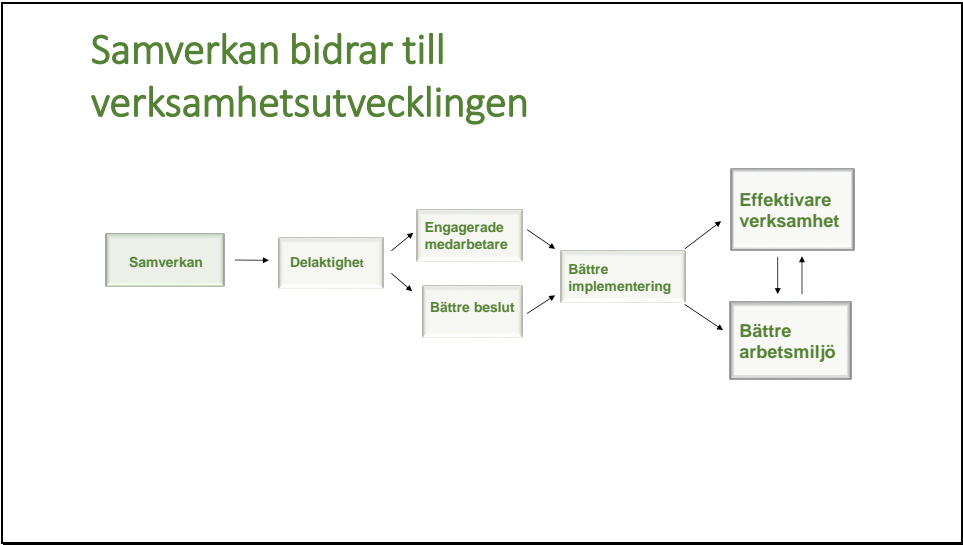 Samverkan bidrar till
verksamhetsutvecklingen
Samverkan
Delaktighet
Engagerade
medarbetare
Bättre beslut
Bättre
implementering
Effektivare
verksamhet
Bättre
arbetsmiljö